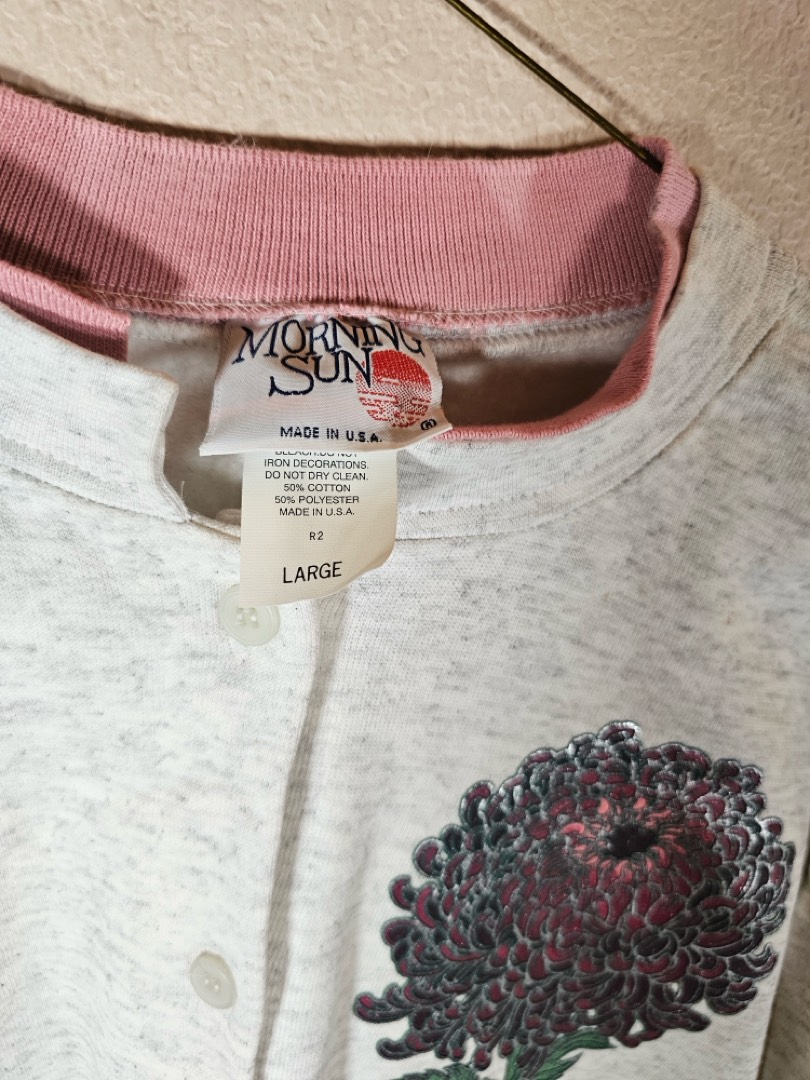 MORNING
SUN
®
MADE IN U.S.A.
IRON DECORATIONS.
DO NOT DRY CLEAN.
50% COTTON
50% POLYESTER
MADE IN U.S.A.
R2
LARGE